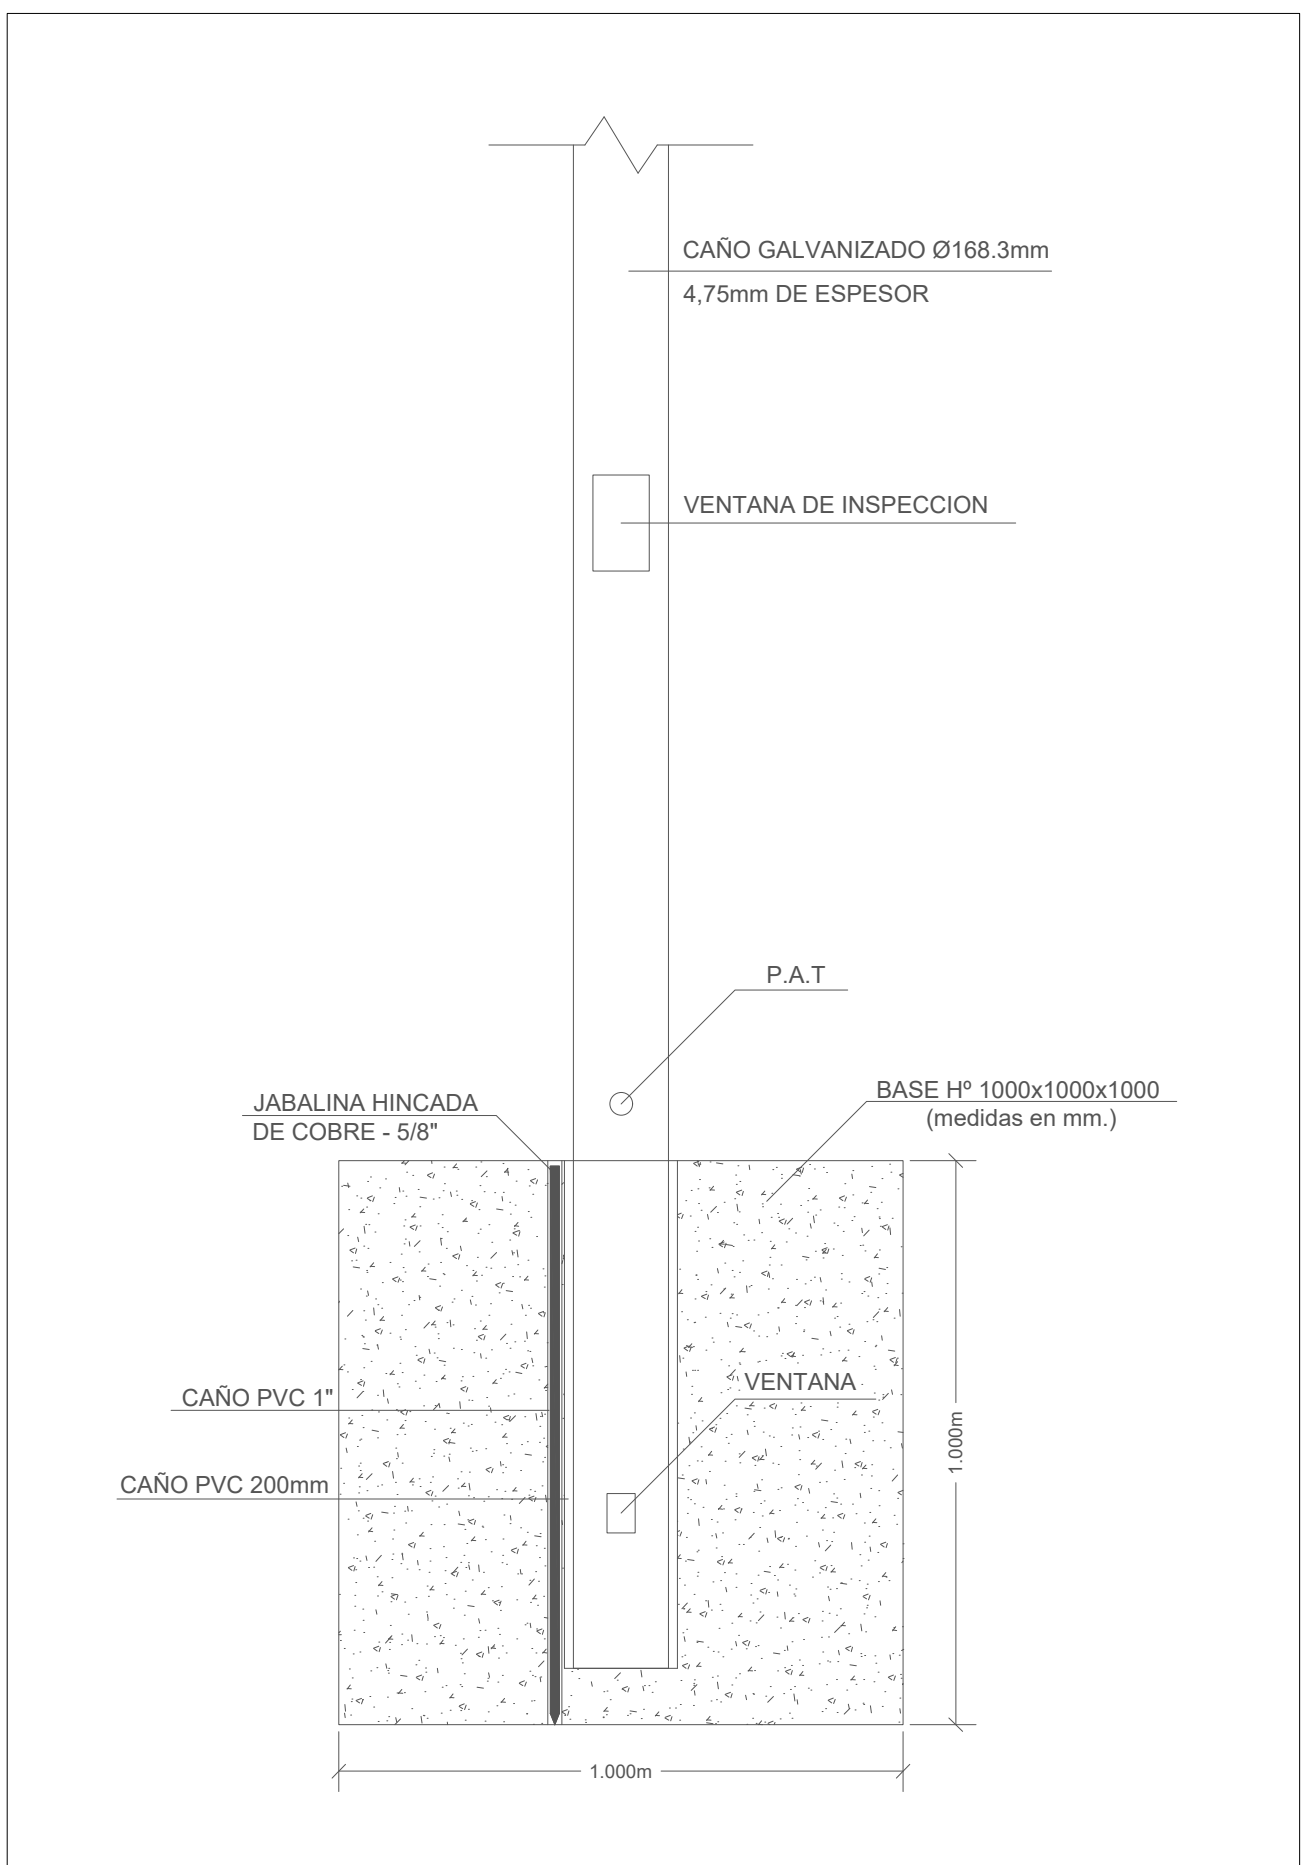 CAÑO GALVANIZADO Ø168.3mm
4,75mm DE ESPESOR
VENTANA DE INSPECCION
P.A.T
BASE Hº 1000x1000x1000
(medidas en mm.)
JABALINA HINCADA
DE COBRE - 5/8"
VENTANA
CAÑO PVC 1"
CAÑO PVC 200mm
1.000m
1.000m